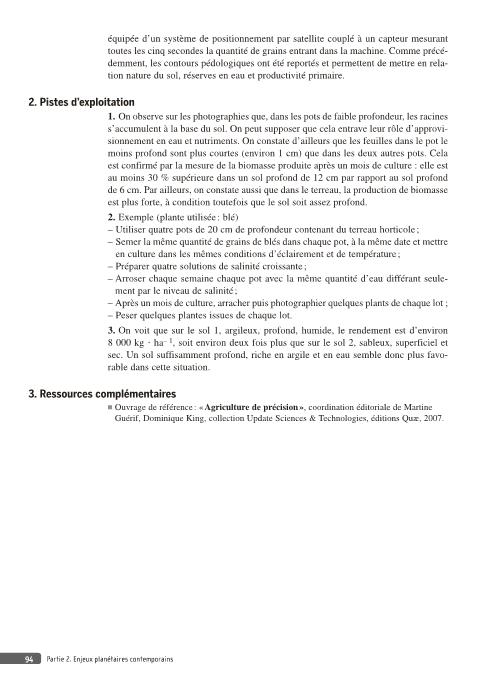 équipée d’un système de positionnement par satellite couplé à un capteur mesurant
toutes les cinq secondes la quantité de grains entrant dans la machine. Comme précé-
demment, les contours pédologiques ont été reportés et permettent de mettre en rela-
tion nature du sol, réserves en eau et productivité primaire.
2. Pistes d’exploitation
1. On observe sur les photographies que, dans les pots de faible profondeur, les racines
s’accumulent à la base du sol. On peut supposer que cela entrave leur rôle d’approvi-
sionnement en eau et nutriments. On constate d’ailleurs que les feuilles dans le pot le
moins profond sont plus courtes (environ 1 cm) que dans les deux autres pots. Cela
est confirmé par la mesure de la biomasse produite après un mois de culture : elle est
au moins 30 % supérieure dans un sol profond de 12 cm par rapport au sol profond
de 6 cm. Par ailleurs, on constate aussi que dans le terreau, la production de biomasse
est plus forte, à condition toutefois que le sol soit assez profond.
2. Exemple (plante utilisée : blé)
– Utiliser quatre pots de 20 cm de profondeur contenant du terreau horticole ;
– Semer la même quantité de grains de blés dans chaque pot, à la même date et mettre
en culture dans les mêmes conditions d’éclairement et de température ;
– Préparer quatre solutions de salinité croissante ;
– Arroser chaque semaine chaque pot avec la même quantité d’eau différant seule-
ment par le niveau de salinité ;
– Après un mois de culture, arracher puis photographier quelques plants de chaque lot ;
– Peser quelques plantes issues de chaque lot.
3. On voit que sur le sol 1, argileux, profond, humide, le rendement est d’environ
8 000 kg · ha⁻¹, soit environ deux fois plus que sur le sol 2, sableux, superficiel et
sec. Un sol suffisamment profond, riche en argile et en eau semble donc plus favo-
rable dans cette situation.
3. Ressources complémentaires
■ Ouvrage de référence : « Agriculture de précision », coordination éditoriale de Martine
Guérif, Dominique King, collection Update Sciences & Technologies, éditions Quæ, 2007.
94 Partie 2. Enjeux planétaires contemporains